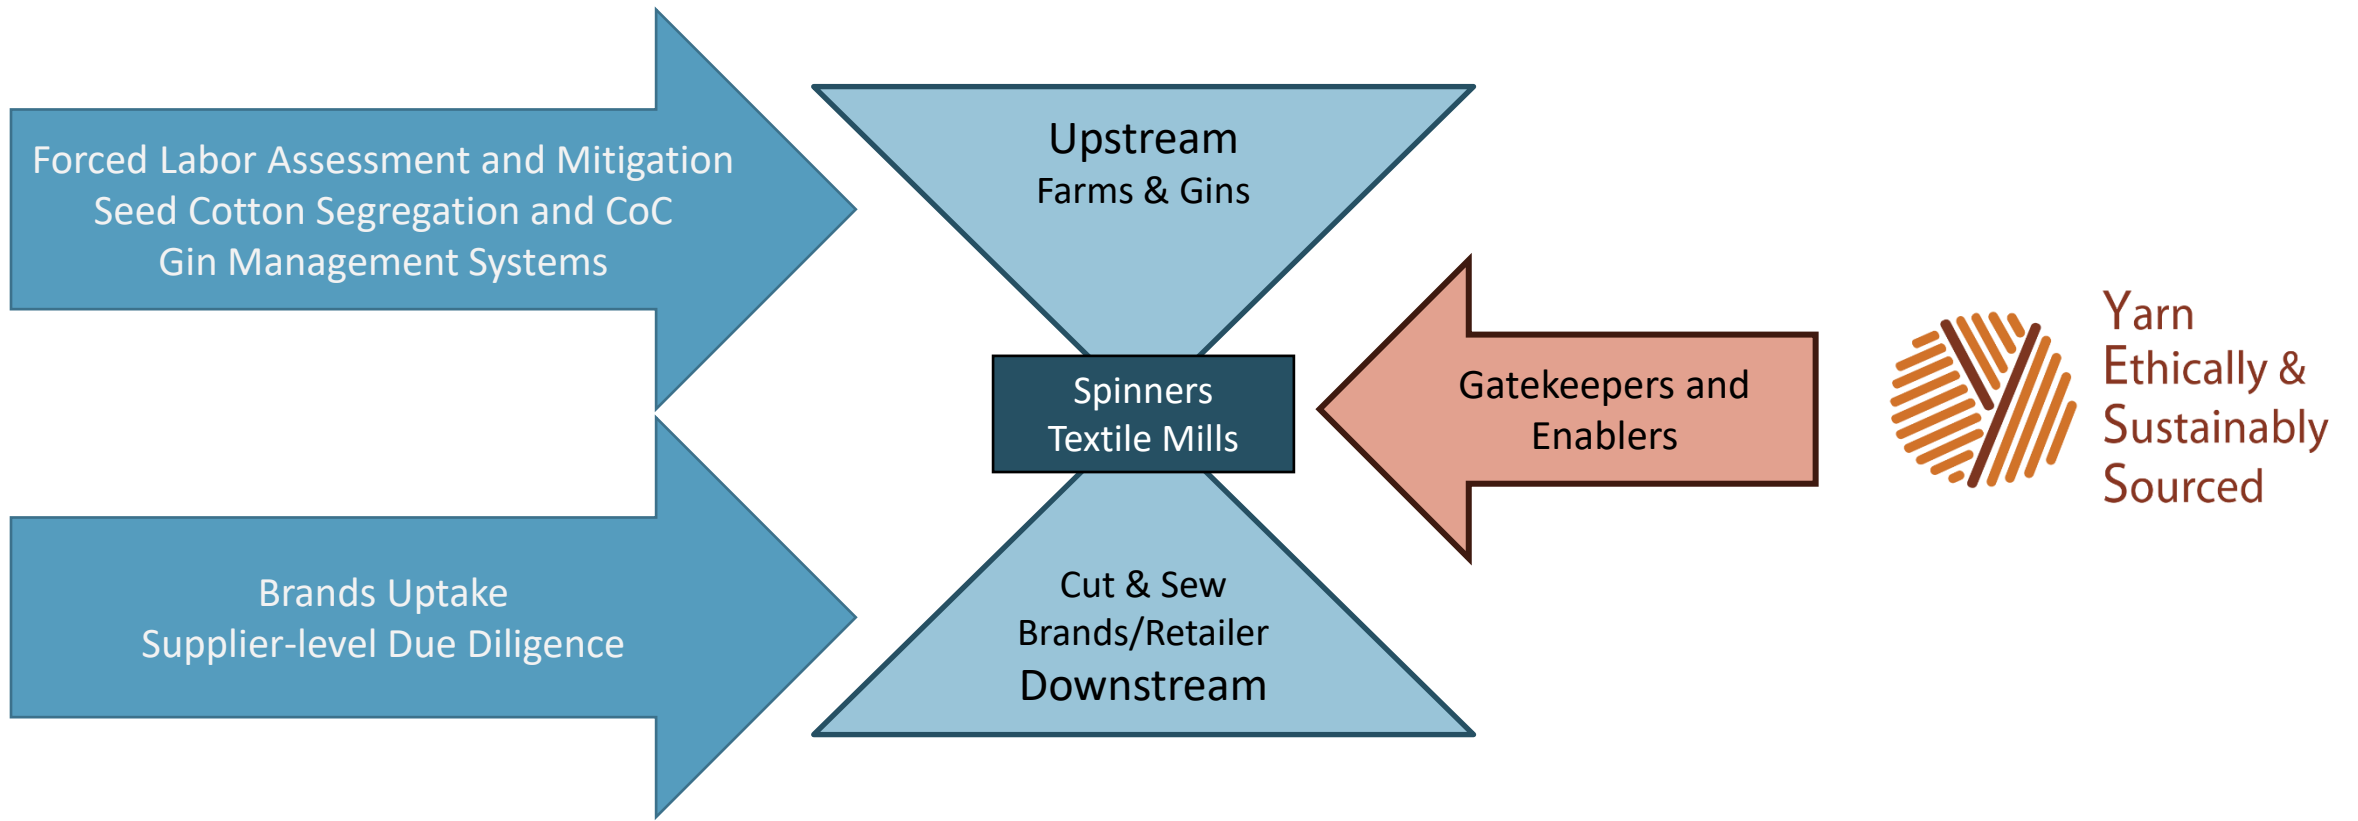 Forced Labor Assessment and Mitigation
Seed Cotton Segregation and CoC
Gin Management Systems
Brands Uptake
Supplier-level Due Diligence
Upstream
Farms & Gins
Spinners
Textile Mills
Cut & Sew
Brands/Retailer
Downstream
Gatekeepers and
Enablers
Yarn
Ethically &
Sustainably
Sourced